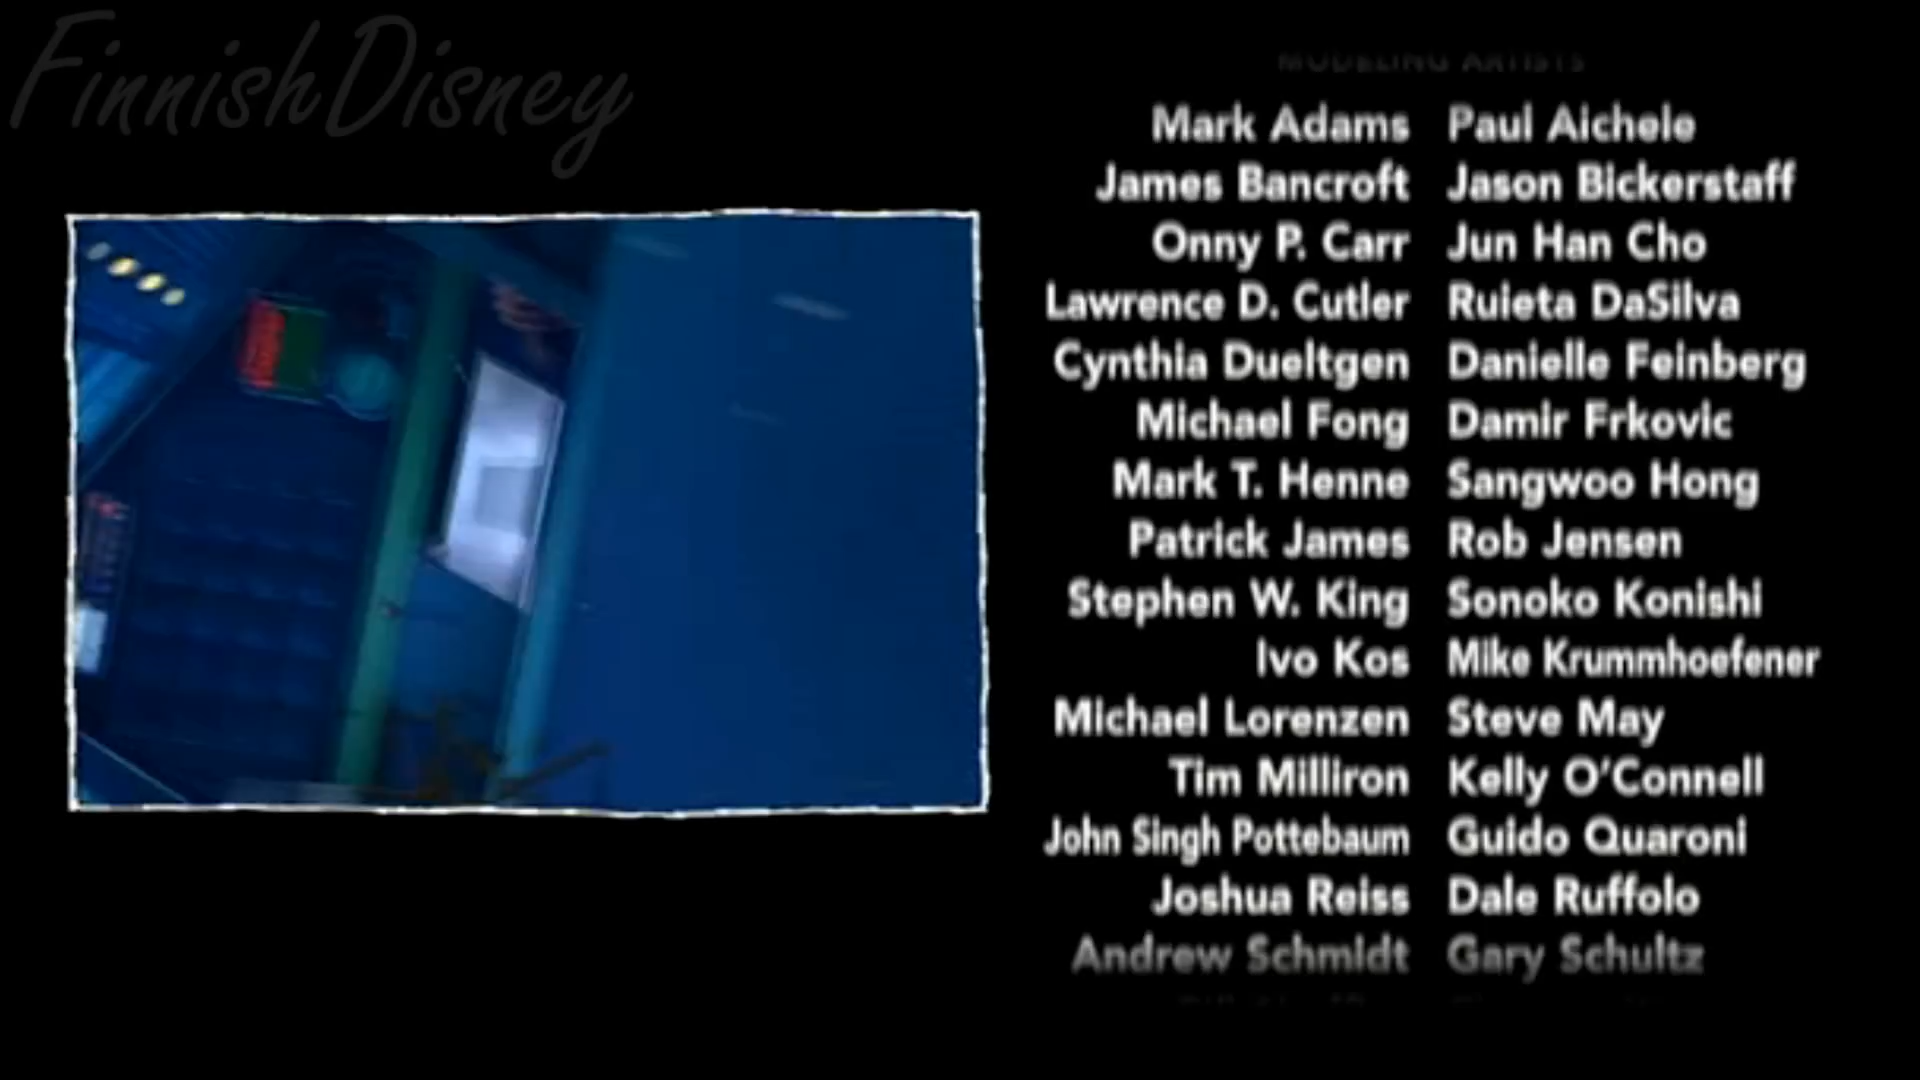 FinnishDisney
MODELING ARTISTS
Mark Adams Paul Aichele
James Bancroft Jason Bickerstaff
Onny P. Carr Jun Han Cho
Lawrence D. Cutler Ruieta DaSilva
Cynthia Dueltgen Danielle Feinberg
Michael Fong Damir Frkovic
Mark T. Henne Sangwoo Hong
Patrick James Rob Jensen
Stephen W. King Sonoko Konishi
Ivo Kos Mike Krummhoefener
Michael Lorenzen Steve May
Tim Milliron Kelly O'Connell
John Singh Pottebaum Guido Quaroni
Joshua Reiss Dale Ruffolo
Andrew Schmidt Gary Schultz